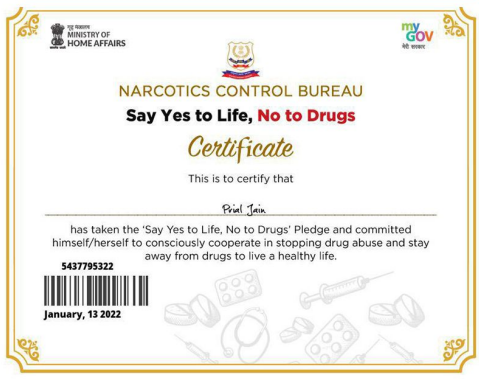 गृह मंत्रालय
MINISTRY OF
HOME AFFAIRS
my
GOV
मेरी सरकार
NARCOTICS CONTROL BUREAU
Say Yes to Life, No to Drugs
Certificate
This is to certify that
Prial Jain
has taken the 'Say Yes to Life, No to Drugs' Pledge and committed
himself/herself to consciously cooperate in stopping drug abuse and stay
away from drugs to live a healthy life.
5437795322
January, 13 2022